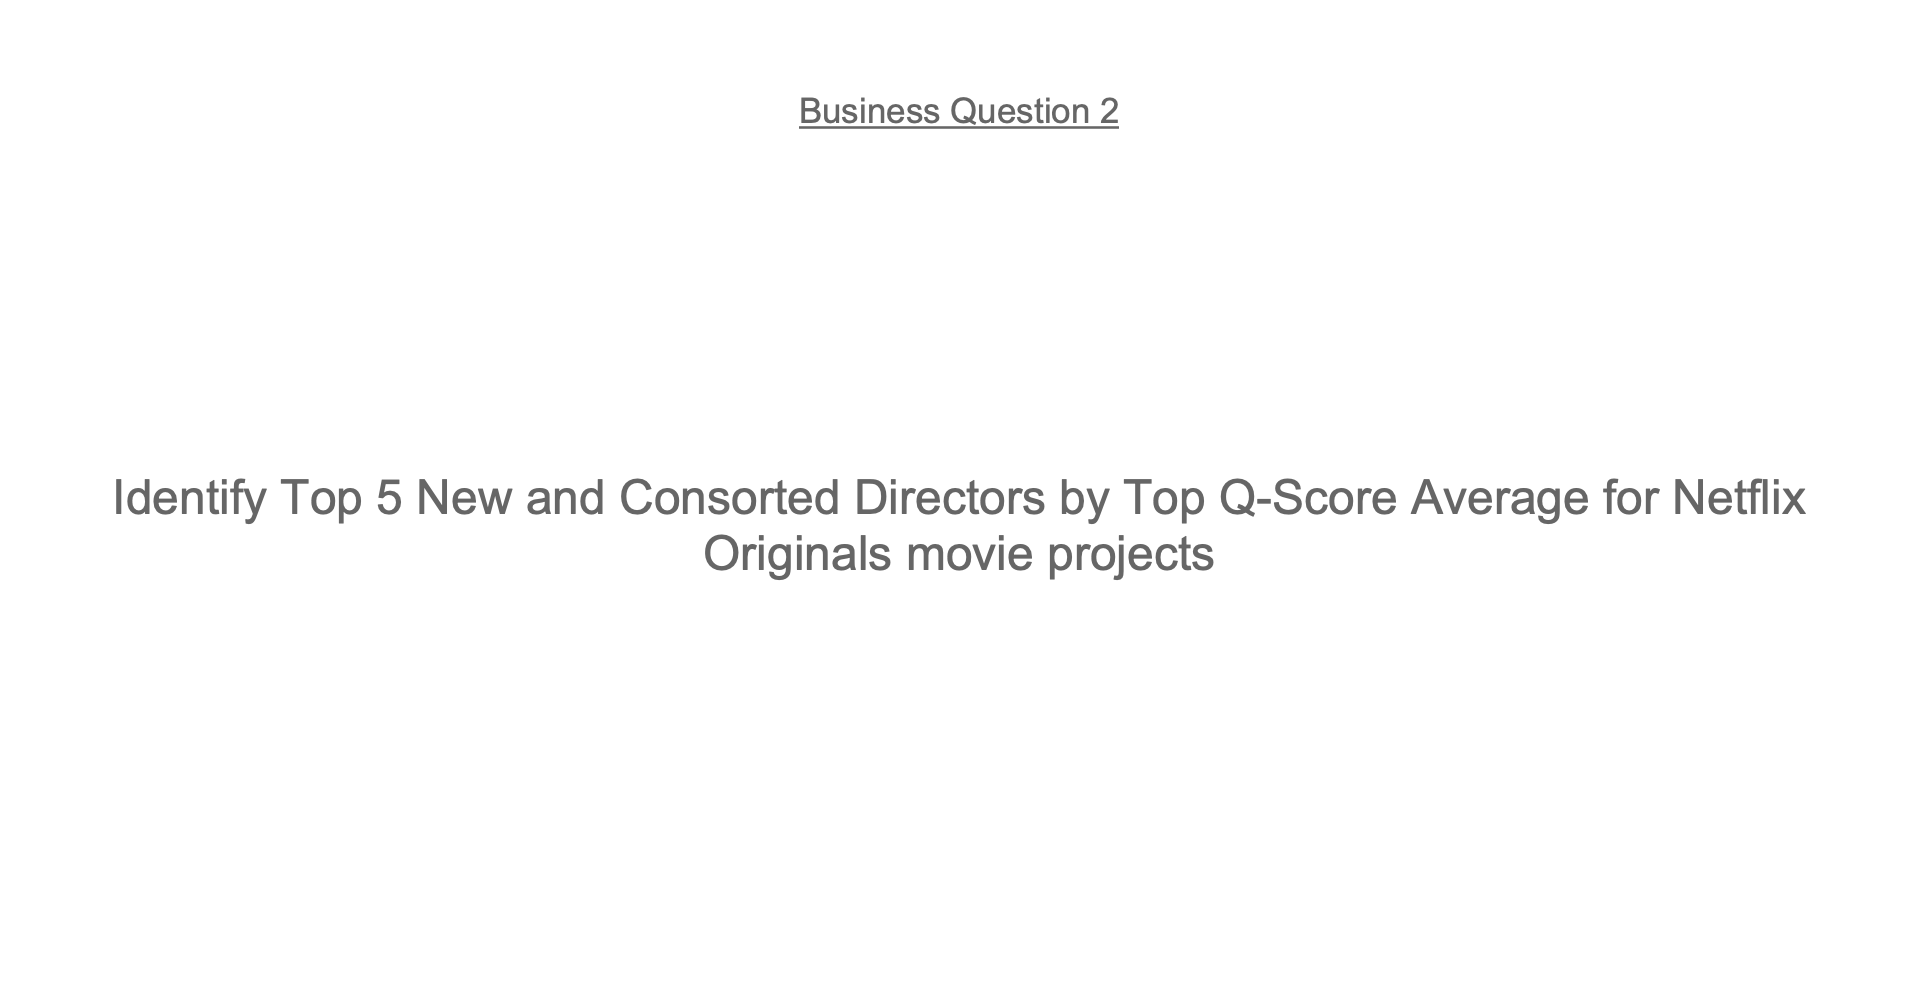 Business Question 2
Identify Top 5 New and Consorted Directors by Top Q-Score Average for Netflix
Originals movie projects